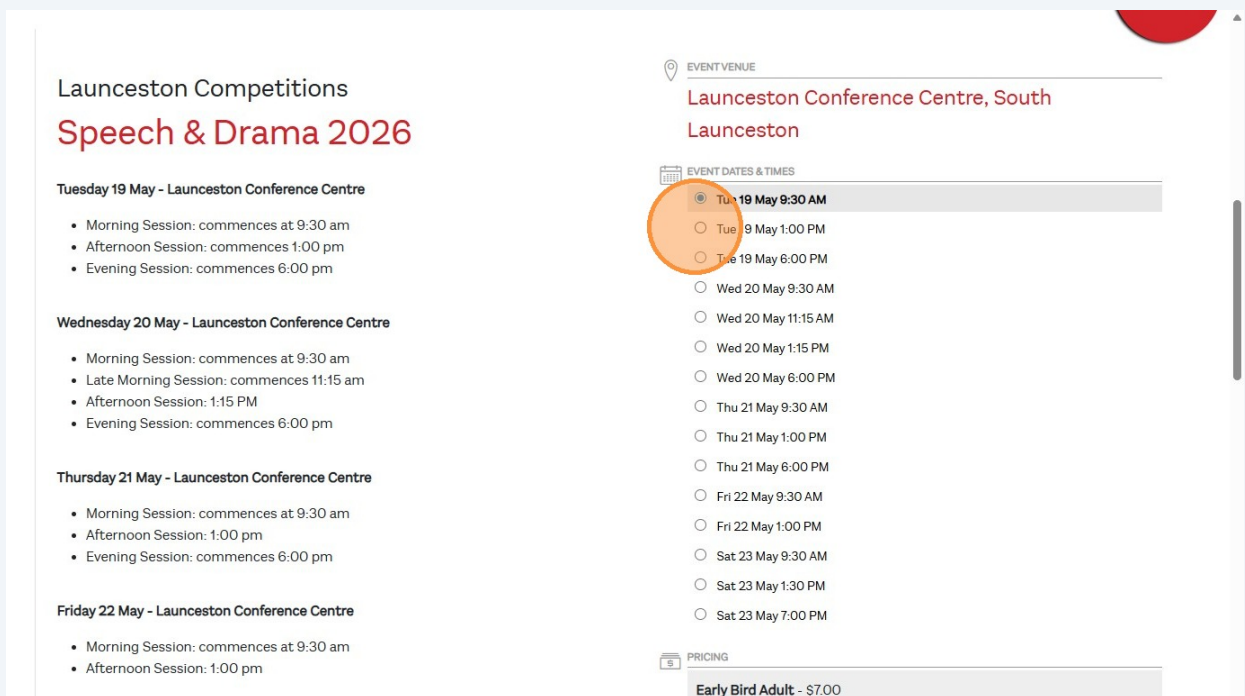 Launceston Competitions
Speech & Drama 2026
Tuesday 19 May - Launceston Conference Centre
• Morning Session: commences at 9:30 am
• Afternoon Session: commences 1:00 pm
• Evening Session: commences 6:00 pm
Wednesday 20 May - Launceston Conference Centre
• Morning Session: commences at 9:30 am
• Late Morning Session: commences 11:15 am
• Afternoon Session: 1:15 PM
• Evening Session: commences 6:00 pm
Thursday 21 May - Launceston Conference Centre
• Morning Session: commences at 9:30 am
• Afternoon Session: 1:00 pm
• Evening Session: commences 6:00 pm
Friday 22 May - Launceston Conference Centre
• Morning Session: commences at 9:30 am
• Afternoon Session: 1:00 pm
EVENT VENUE
Launceston Conference Centre, South
Launceston
EVENT DATES & TIMES
Tue 19 May 9:30 AM
Tue 19 May 1:00 PM
Tue 19 May 6:00 PM
Wed 20 May 9:30 AM
Wed 20 May 11:15 AM
Wed 20 May 1:15 PM
Wed 20 May 6:00 PM
Thu 21 May 9:30 AM
Thu 21 May 1:00 PM
Thu 21 May 6:00 PM
Fri 22 May 9:30 AM
Fri 22 May 1:00 PM
Sat 23 May 9:30 AM
Sat 23 May 1:30 PM
Sat 23 May 7:00 PM
PRICING
Early Bird Adult - $7.00